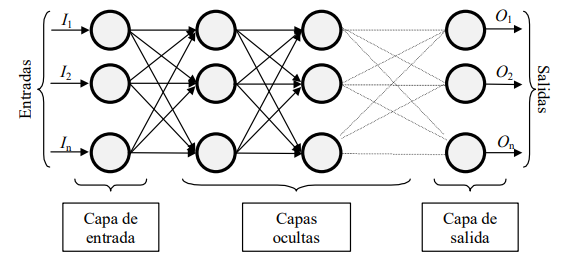 Entradas
I1
I2
In
O1
O2
On
Salidas
Capa de
entrada
Capas
ocultas
Capa de
salida